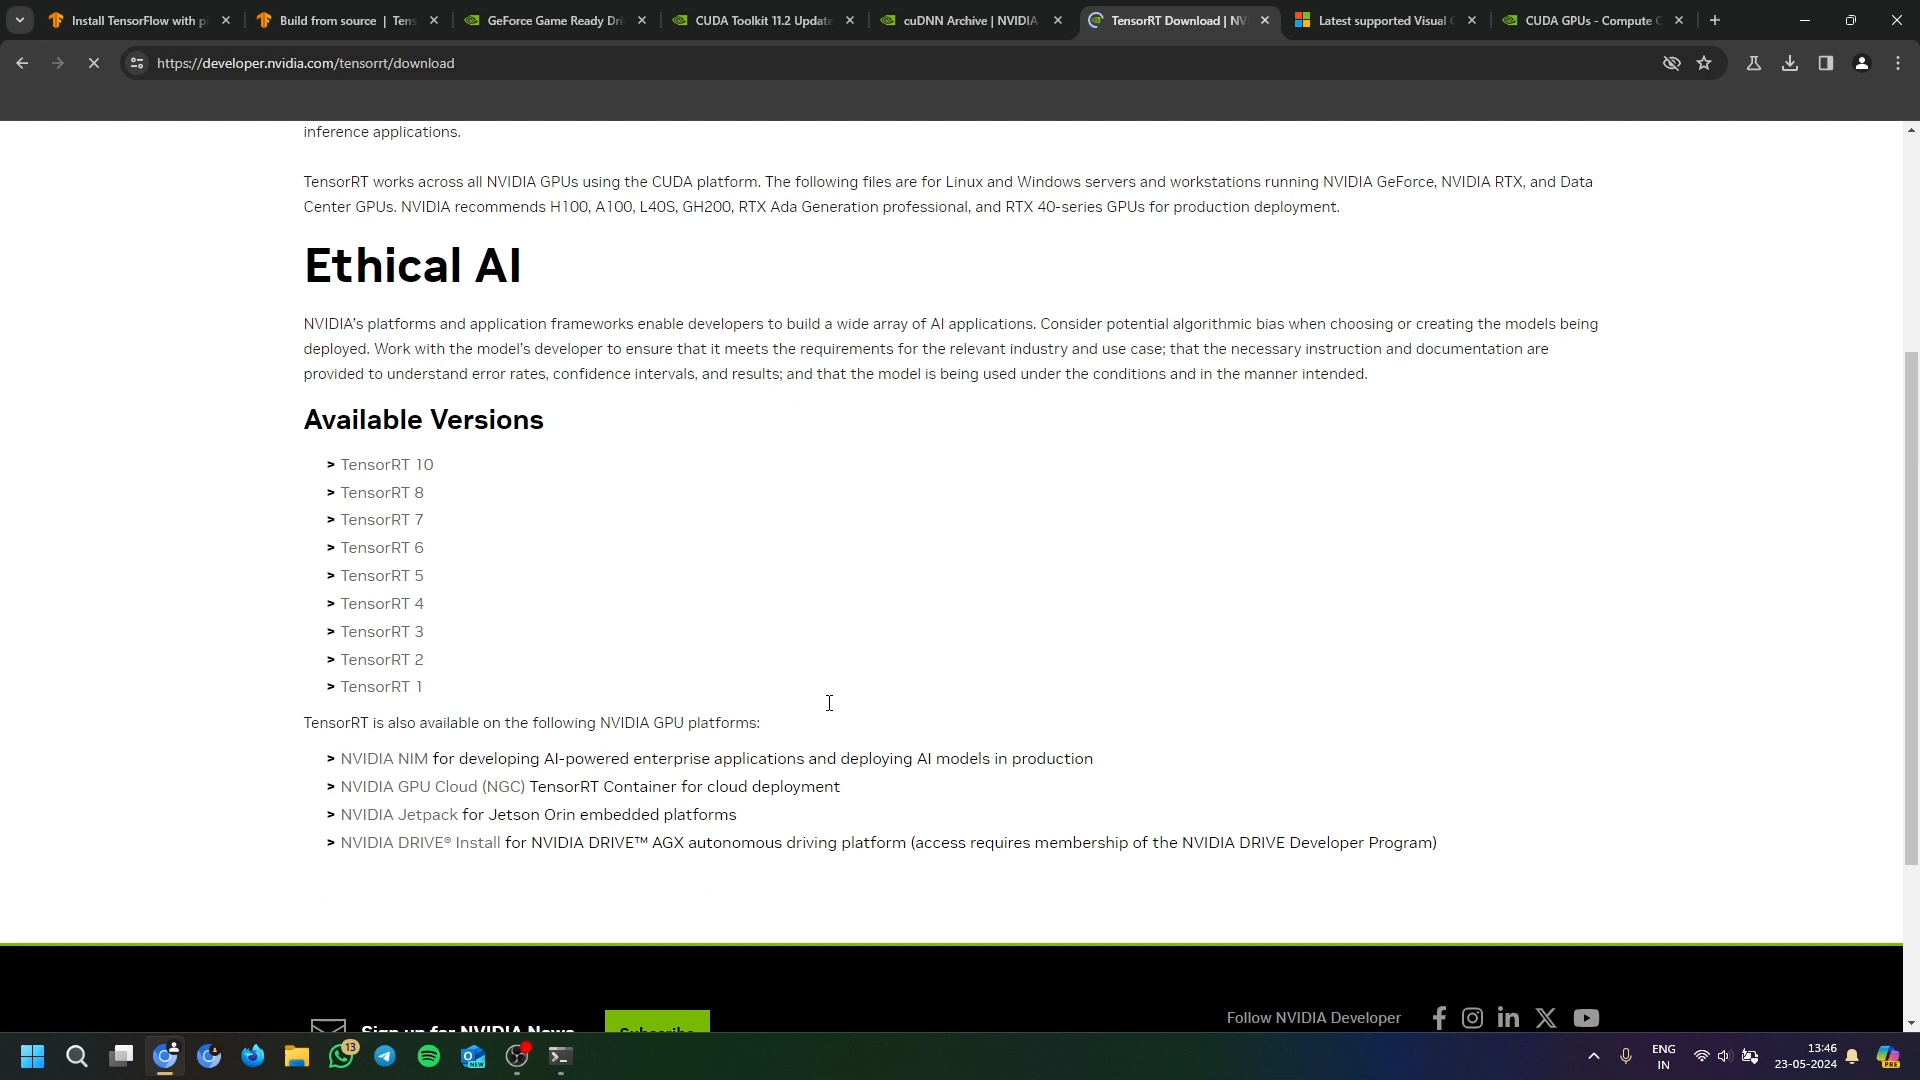 Install TensorFlow with pi
Build from source | Tens
GeForce Game Ready Dri
CUDA Toolkit 11.2 Update
cuDNN Archive | NVIDIA
TensorRT Download | NV
Latest supported Visual C
CUDA GPUs - Compute C
https://developer.nvidia.com/tensorrt/download
inference applications.
TensorRT works across all NVIDIA GPUs using the CUDA platform. The following files are for Linux and Windows servers and workstations running NVIDIA GeForce, NVIDIA RTX, and Data
Center GPUs. NVIDIA recommends H100, A100, L40S, GH200, RTX Ada Generation professional, and RTX 40-series GPUs for production deployment.
Ethical AI
NVIDIA's platforms and application frameworks enable developers to build a wide array of AI applications. Consider potential algorithmic bias when choosing or creating the models being
deployed. Work with the model's developer to ensure that it meets the requirements for the relevant industry and use case; that the necessary instruction and documentation are
provided to understand error rates, confidence intervals, and results; and that the model is being used under the conditions and in the manner intended.
Available Versions
> TensorRT 10
> TensorRT 8
> TensorRT 7
> TensorRT 6
> TensorRT 5
> TensorRT 4
> TensorRT 3
> TensorRT 2
> TensorRT 1
TensorRT is also available on the following NVIDIA GPU platforms:
> NVIDIA NIM for developing AI-powered enterprise applications and deploying AI models in production
> NVIDIA GPU Cloud (NGC) TensorRT Container for cloud deployment
> NVIDIA Jetpack for Jetson Orin embedded platforms
> NVIDIA DRIVE® Install for NVIDIA DRIVE™ AGX autonomous driving platform (access requires membership of the NVIDIA DRIVE Developer Program)
Sign up for NVIDIA News
Subscribe
Follow NVIDIA Developer
13
NEW
ENG
IN
13:46
23-05-2024
PRE